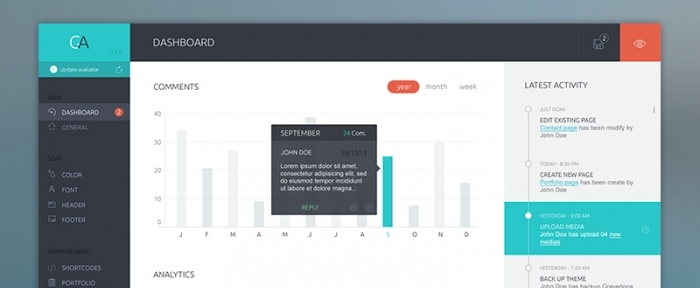 CA
v 1.0
DASHBOARD
2
Update available
Main
DASHBOARD
2
GENERAL
Style
COLOR
FONT
HEADER
FOOTER
Administration
SHORTCODES
PORTFOLIO
COMMENTS
year
month
week
40
30
20
10
0
SEPTEMBER
24 Com.
JOHN DOE
18/10/13
Lorem ipsum dolor sit amet,
consectetur adipisicing elit, sed
do eiusmod tempor incididunt
ut labore et dolore magna...
REPLY
J F M A M J J A S O N D
ANALYTICS
LATEST ACTIVITY
JUST NOW
EDIT EXISTING PAGE
Contact page has been modify by
John Doe
TODAY - 8:30 PM
CREATE NEW PAGE
Portfolio page has been create by
John Doe
YESTERDAY - 9:00 AM
UPLOAD MEDIA
John Doe has upload 04 new
medias
YESTERDAY - 7:20 AM
BACK UP THEME
John Doe has backup Gravedona